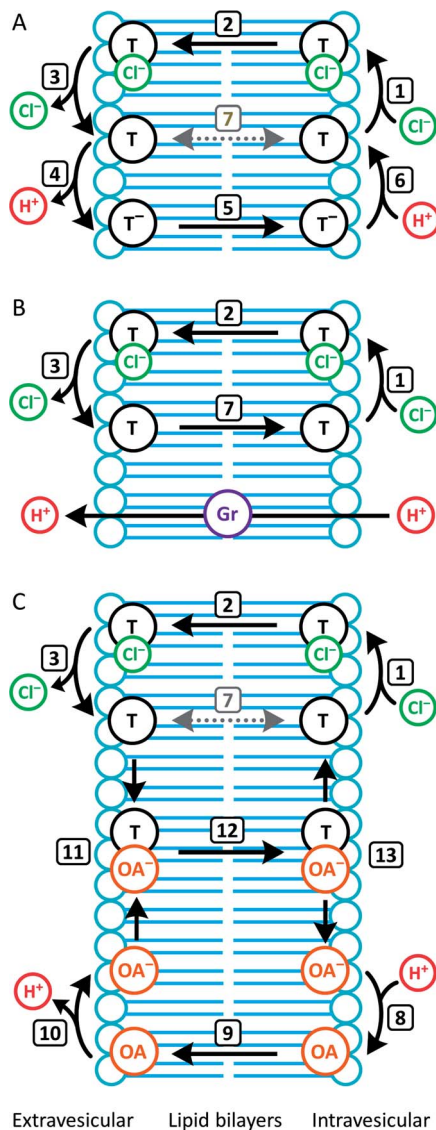 A
2
T
T
3
Cl⁻
Cl⁻
1
Cl⁻
7
Cl⁻
T
T
4
6
H⁺
5
H⁺
T⁻
T⁻
B
2
T
T
3
Cl⁻
Cl⁻
1
Cl⁻
7
Cl⁻
T
T
H⁺
Gr
H⁺
C
2
T
T
3
Cl⁻
Cl⁻
1
Cl⁻
7
Cl⁻
T
T
T
12
T
11
13
OA⁻
OA⁻
OA⁻
OA⁻
H⁺
H⁺
10
9
8
OA
OA
Extravesicular Lipid bilayers Intravesicular